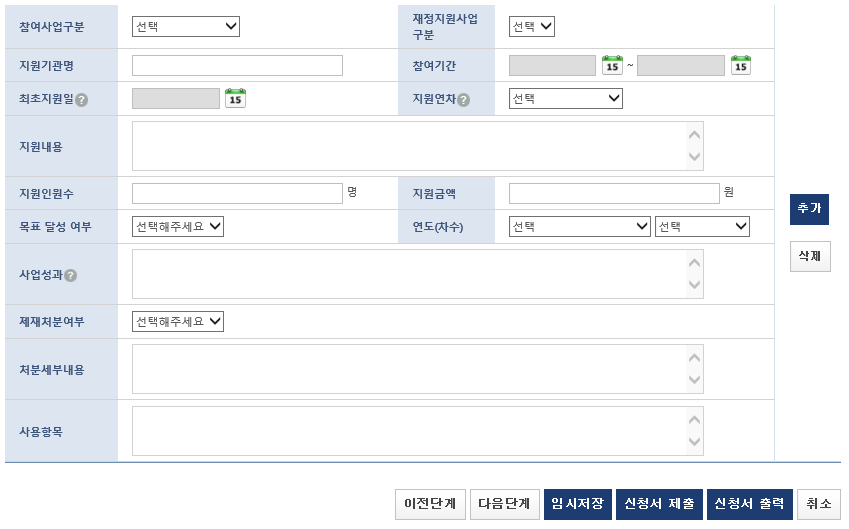 참여사업구분 선택 재정지원사업
구분 선택
지원기관명 참여기간 15 ~ 15
최초지원일 ? 15 지원연차 ? 선택
지원내용
지원인원수 명 지원금액 원
추가
목표 달성 여부 선택해주세요 연도(차수) 선택 선택
삭제
사업성과 ?
제재처분여부 선택해주세요
처분세부내용
사용항목
이전단계 다음단계 임시저장 신청서 제출 신청서 출력 취소